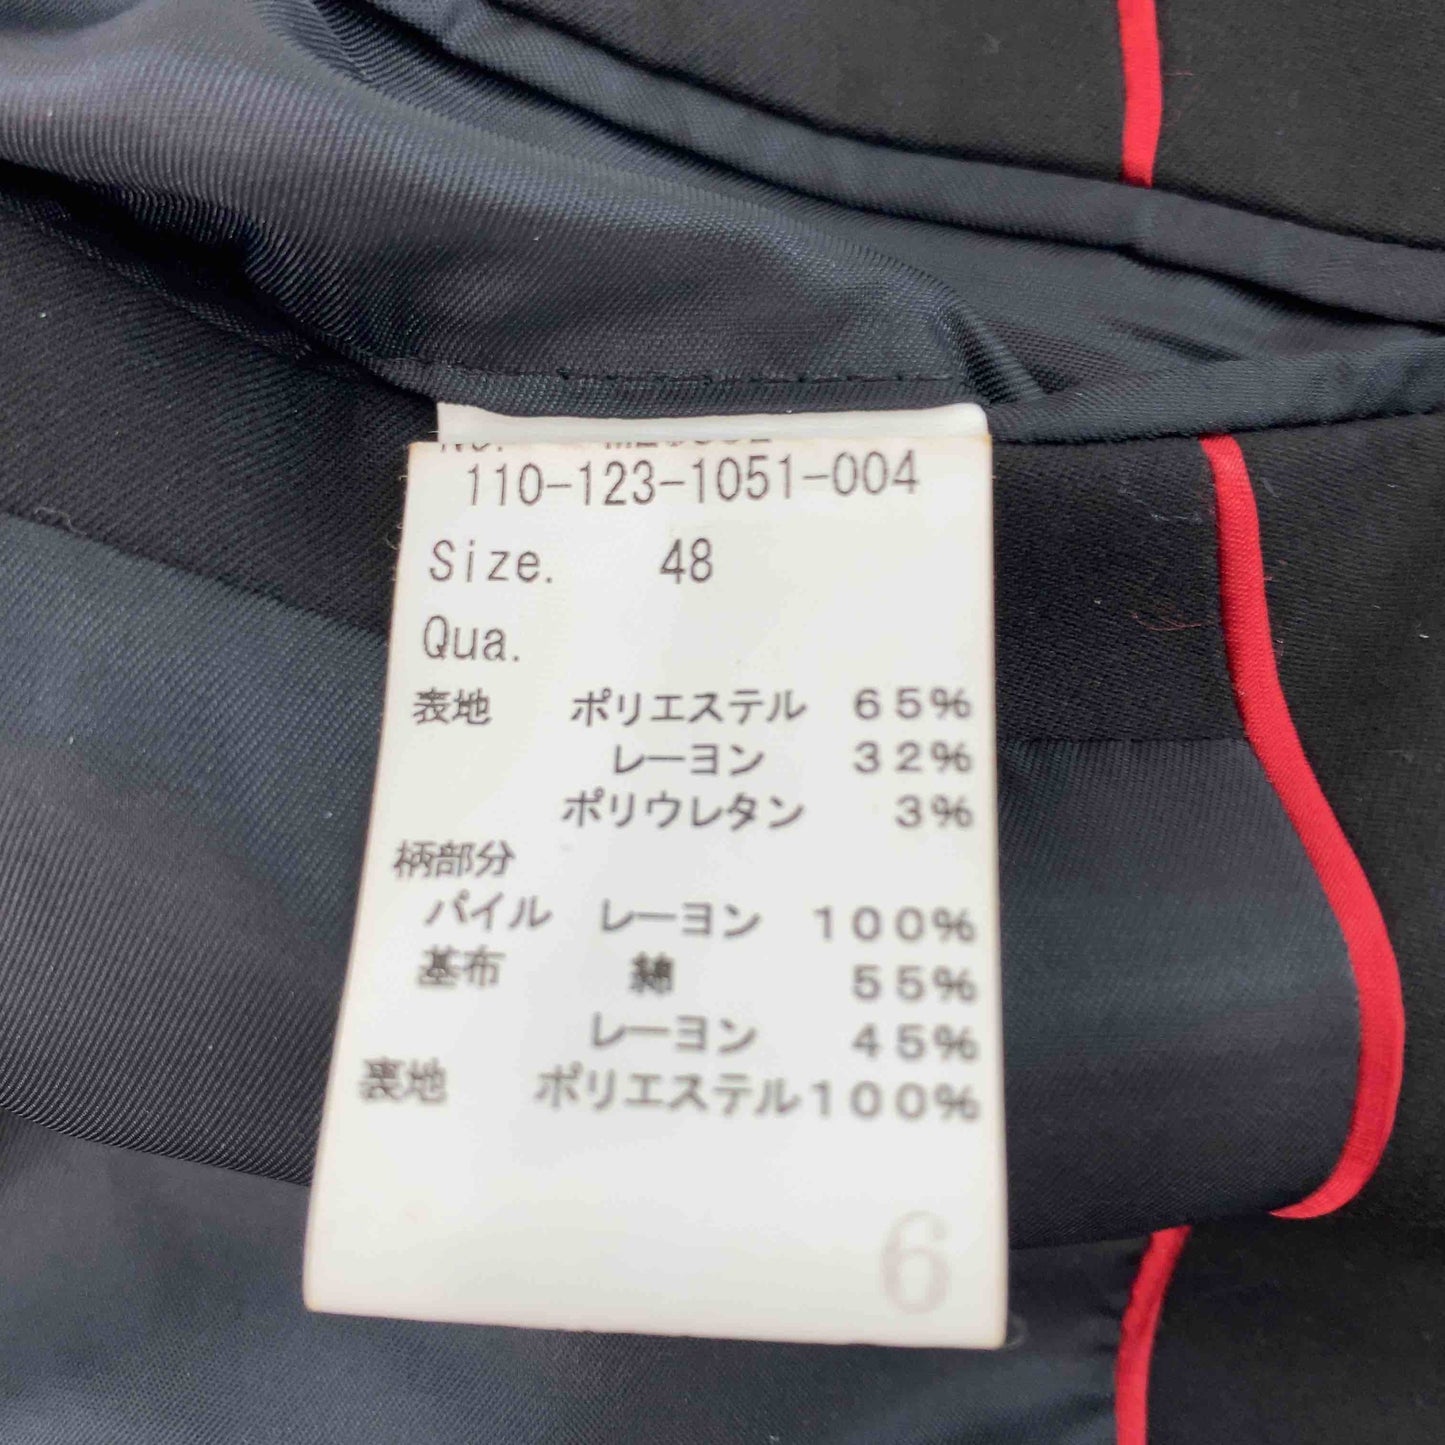 110-123-1051-004
Size. 48
Qua.
表地 ポリエステル 65%
レーヨン 32%
ポリウレタン 3%
柄部分
パイル レーヨン 100%
基布 綿 55%
レーヨン 45%
裏地 ポリエステル100%
6